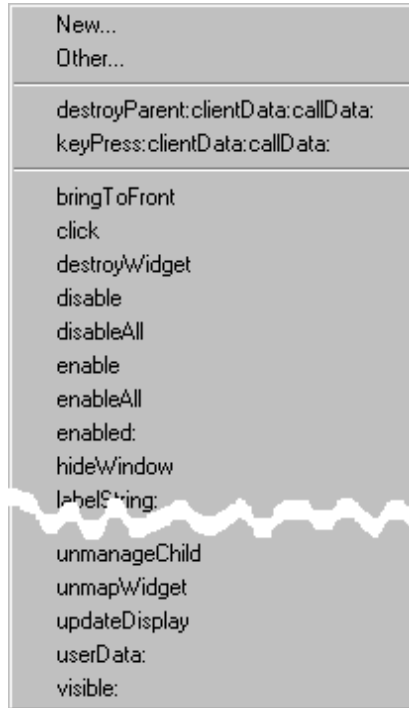 New...
Other...
destroyParent:clientData:callData:
keyPress:clientData:callData:
bringToFront
click
destroyWidget
disable
disableAll
enable
enableAll
enabled:
hideWindow
labelString:
unmanageChild
unmapWidget
updateDisplay
userData:
visible: